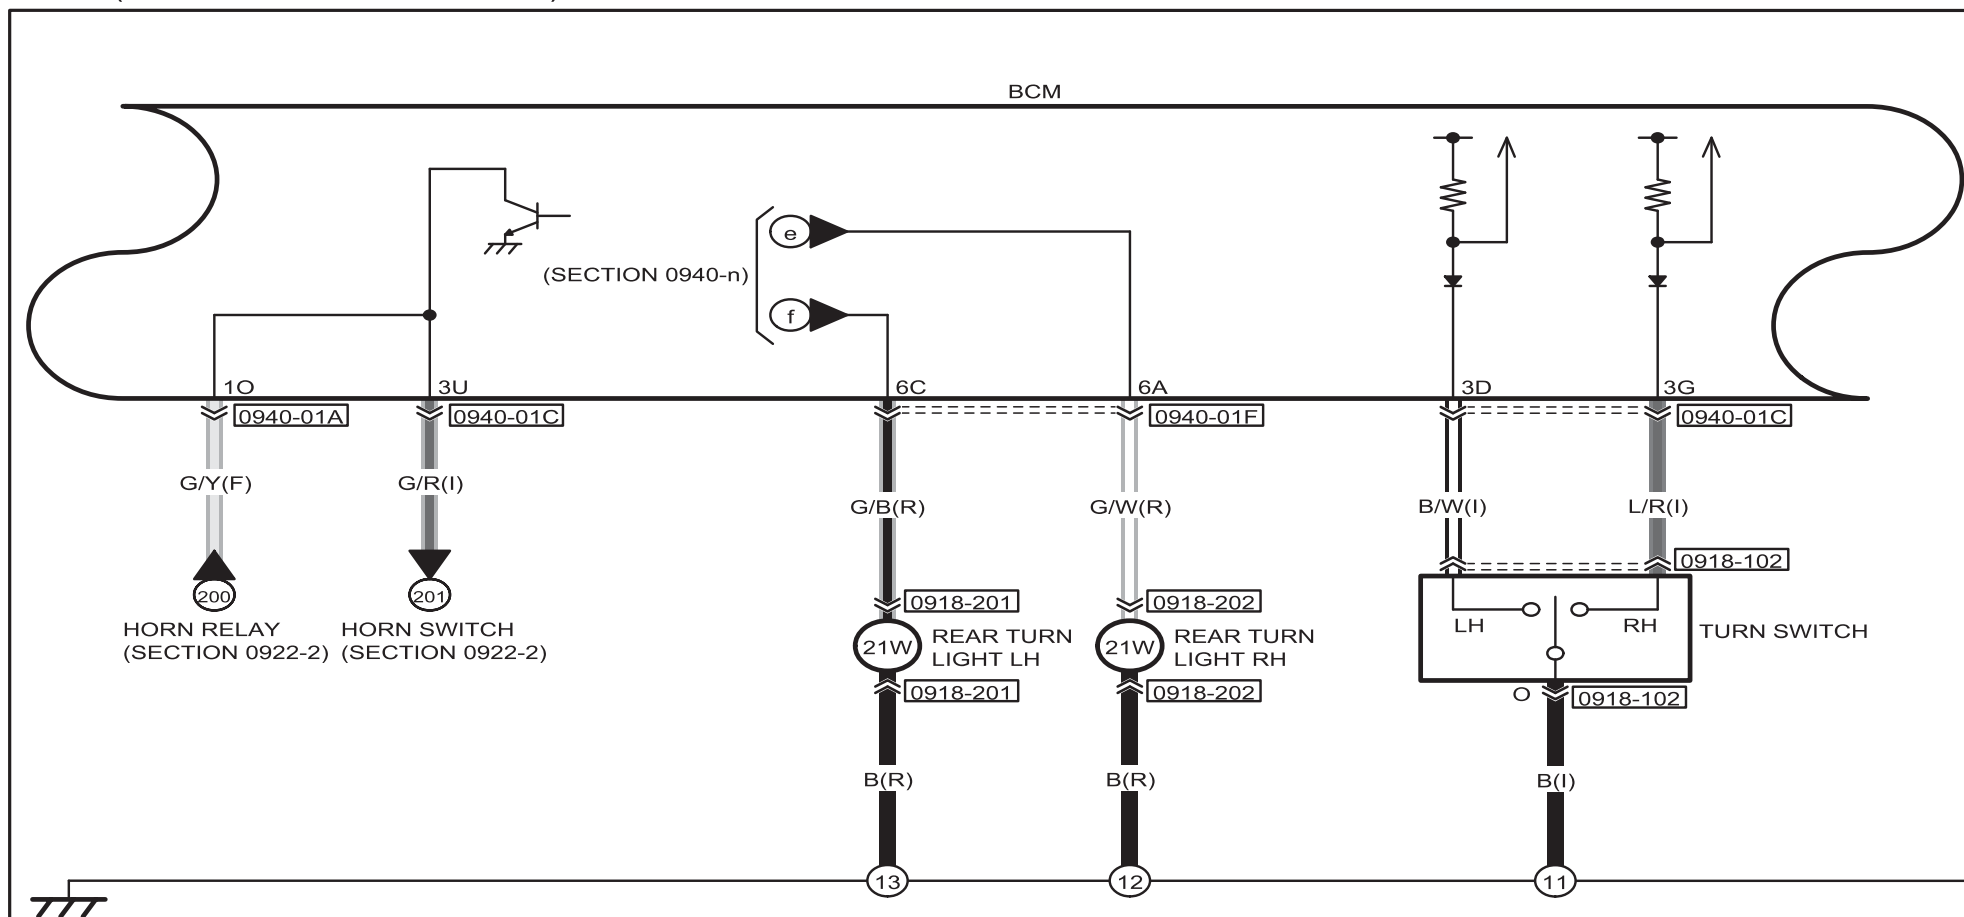 BCM
e
(SECTION 0940-n)
f
1O
3U
6C
6A
3D
3G
0940-01A
0940-01C
0940-01F
0940-01C
G/Y(F)
G/R(I)
G/B(R)
G/W(R)
B/W(I)
L/R(I)
0918-102
200
201
0918-201
0918-202
HORN RELAY
(SECTION 0922-2)
HORN SWITCH
(SECTION 0922-2)
21W
REAR TURN
LIGHT LH
21W
REAR TURN
LIGHT RH
LH
RH
TURN SWITCH
0918-201
0918-202
O
0918-102
B(R)
B(R)
B(I)
13
12
11